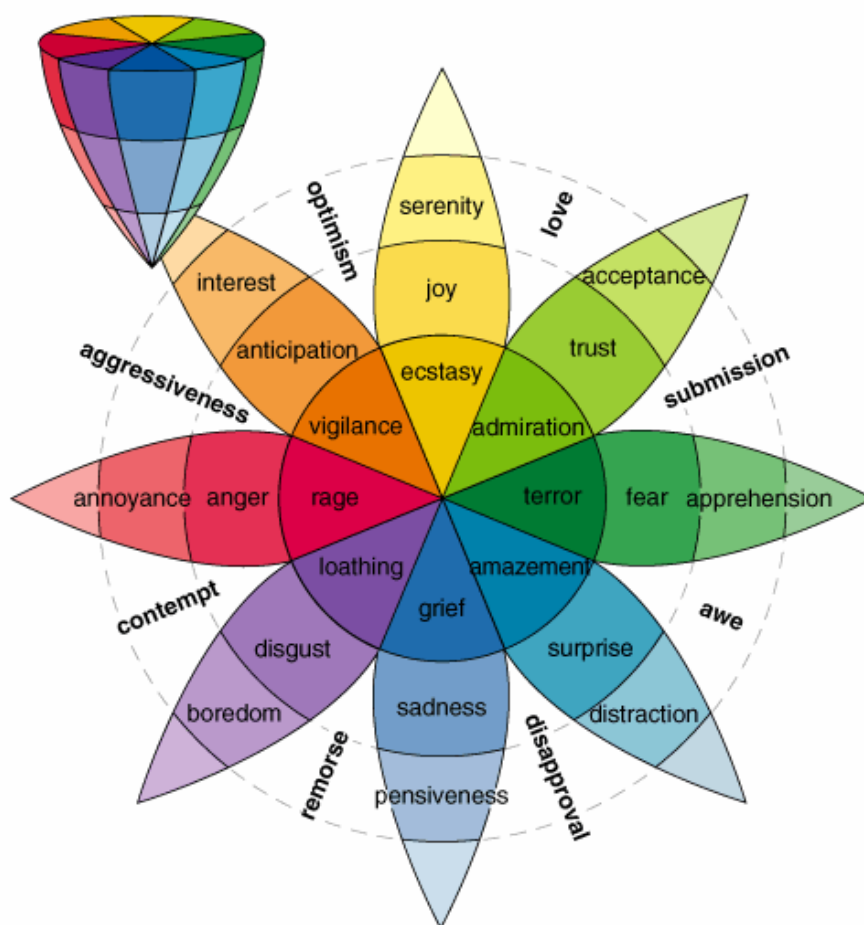 optimism
love
serenity
interest
acceptance
joy
anticipation
trust
aggressiveness
submission
ecstasy
vigilance
admiration
annoyance
anger
rage
terror
fear
apprehension
loathing
amazement
contempt
grief
awe
disgust
surprise
boredom
sadness
distraction
remorse
disapproval
pensiveness